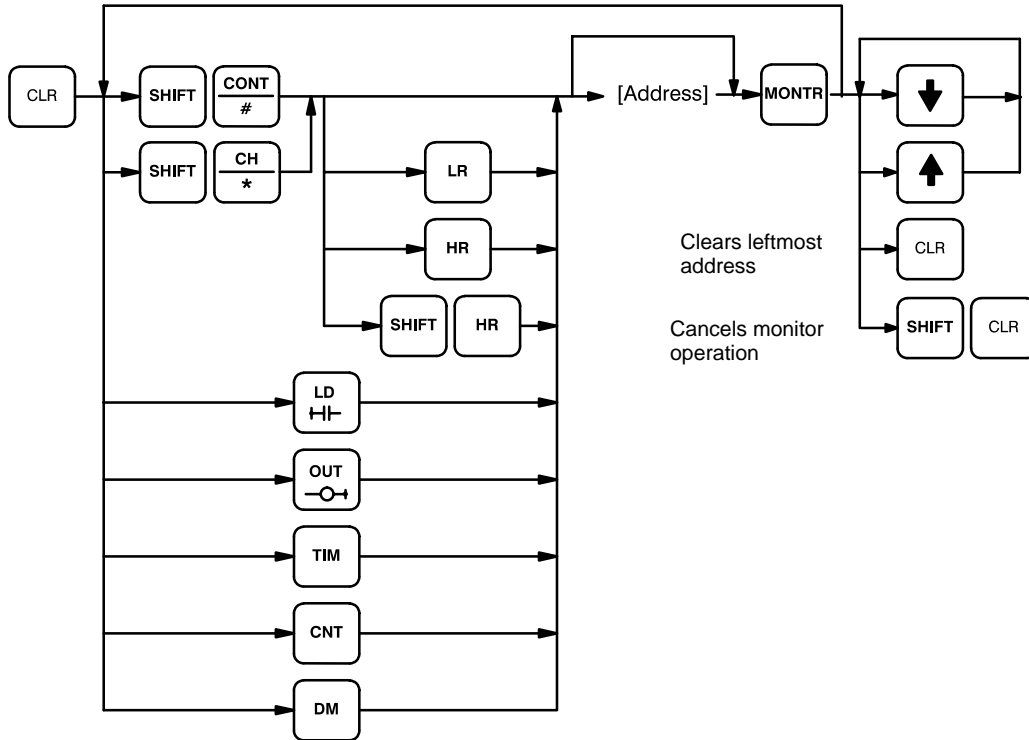 CLR
SHIFT
CONT
#
[Address]
MONTR
SHIFT
CH
*
LR
HR
Clears leftmost
address
CLR
SHIFT
HR
Cancels monitor
operation
SHIFT
CLR
LD
OUT
TIM
CNT
DM